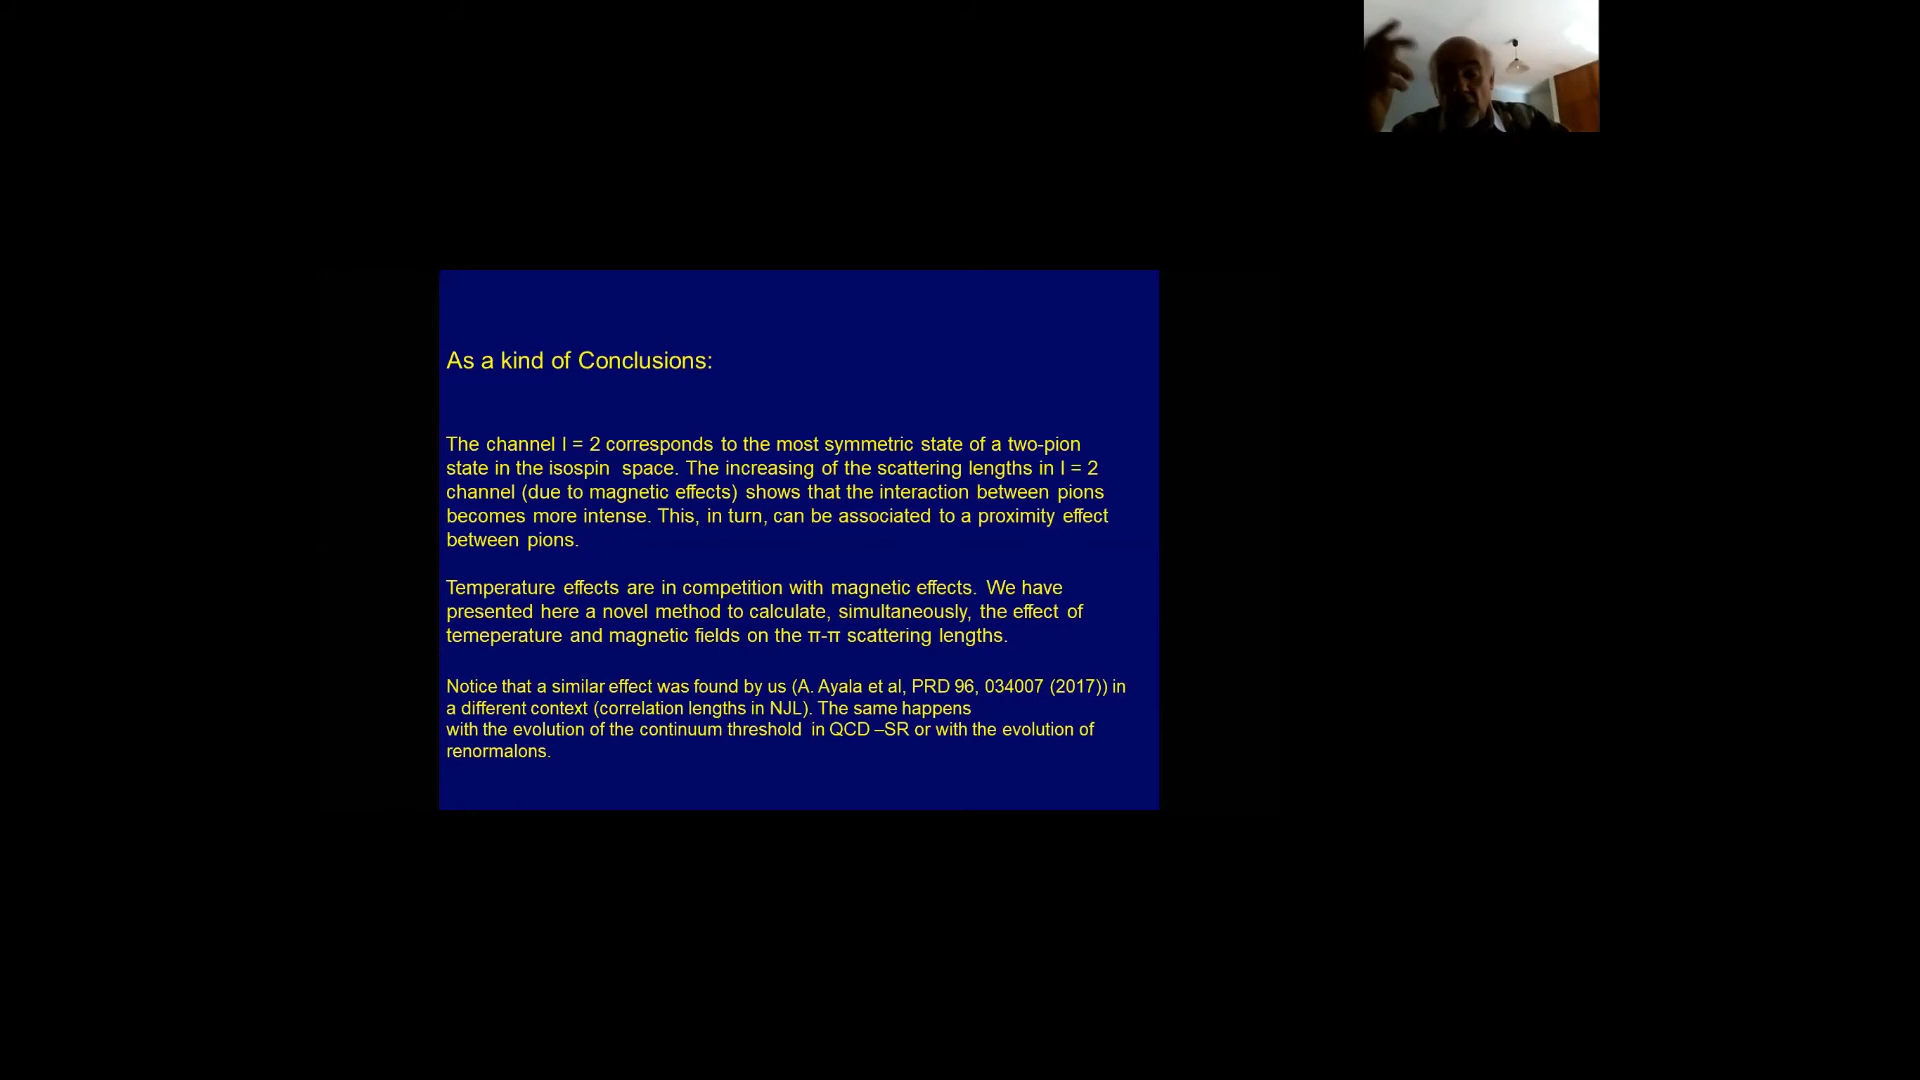 As a kind of Conclusions:
The channel I = 2 corresponds to the most symmetric state of a two-pion
state in the isospin space. The increasing of the scattering lengths in I = 2
channel (due to magnetic effects) shows that the interaction between pions
becomes more intense. This, in turn, can be associated to a proximity effect
between pions.
Temperature effects are in competition with magnetic effects. We have
presented here a novel method to calculate, simultaneously, the effect of
temeperature and magnetic fields on the π-π scattering lengths.
Notice that a similar effect was found by us (A. Ayala et al, PRD 96, 034007 (2017)) in
a different context (correlation lengths in NJL). The same happens
with the evolution of the continuum threshold in QCD –SR or with the evolution of
renormalons.